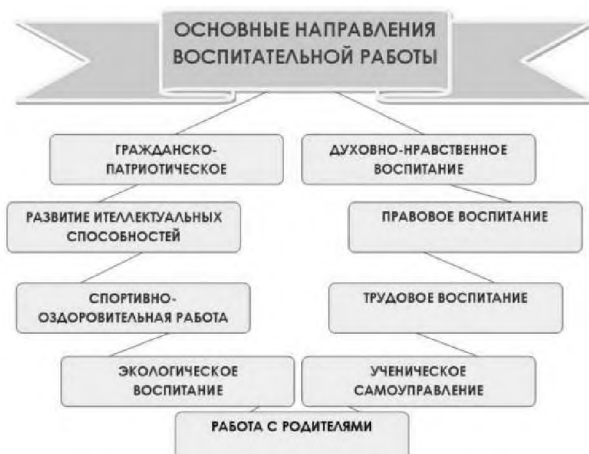 ОСНОВНЫЕ НАПРАВЛЕНИЯ
ВОСПИТАТЕЛЬНОЙ РАБОТЫ
ГРАЖДАНСКО-
ПАТРИОТИЧЕСКОЕ
ДУХОВНО-НРАВСТВЕННОЕ
ВОСПИТАНИЕ
РАЗВИТИЕ ИТЕЛЛЕКТУАЛЬНЫХ
СПОСОБНОСТЕЙ
ПРАВОВОЕ ВОСПИТАНИЕ
СПОРТИВНО-
ОЗДОРОВИТЕЛЬНАЯ РАБОТА
ТРУДОВОЕ ВОСПИТАНИЕ
ЭКОЛОГИЧЕСКОЕ
ВОСПИТАНИЕ
УЧЕНИЧЕСКОЕ
САМОУПРАВЛЕНИЕ
РАБОТА С РОДИТЕЛЯМИ